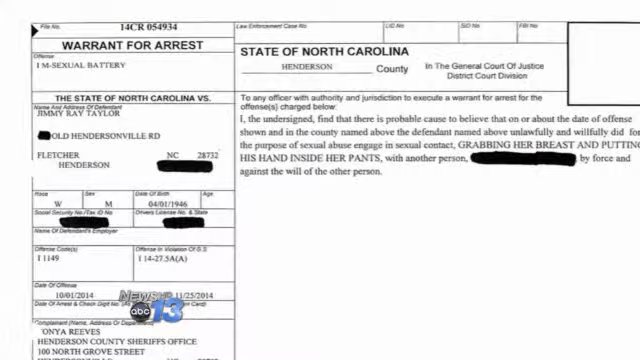 File No.
14CR 054934
Law Enforcement Case No.
LID No.
SID No.
FBI No.
WARRANT FOR ARREST
Offense
I M-SEXUAL BATTERY
STATE OF NORTH CAROLINA
HENDERSON County
In The General Court Of Justice
District Court Division
THE STATE OF NORTH CAROLINA VS.
Name And Address Of Defendant
JIMMY RAY TAYLOR
OLD HENDERSONVILLE RD
FLETCHER NC 28732
HENDERSON
To any officer with authority and jurisdiction to execute a warrant for arrest for the
offense(s) charged below:
I, the undersigned, find that there is probable cause to believe that on or about the date of offense
shown and in the county named above the defendant named above unlawfully and willfully did for
the purpose of sexual abuse engage in sexual contact, GRABBING HER BREAST AND PUTTING
HIS HAND INSIDE HER PANTS, with another person, by force and
against the will of the other person.
Race Sex Date Of Birth Age
W M 04/01/1946
Social Security No./Tax ID No. Drivers License No. & State
Name Of Defendant's Employer
Offense Code(s) Offense In Violation Of G.S.
I 1149 I 14-27.5A(A)
Date Of Offense
10/01/2014 11/25/2014
NEWS HD
abc 13
Date Of Arrest & Check Digit No.
Complainant (Name, Address Or
TONYA REEVES
HENDERSON COUNTY SHERIFFS OFFICE
100 NORTH GROVE STREET